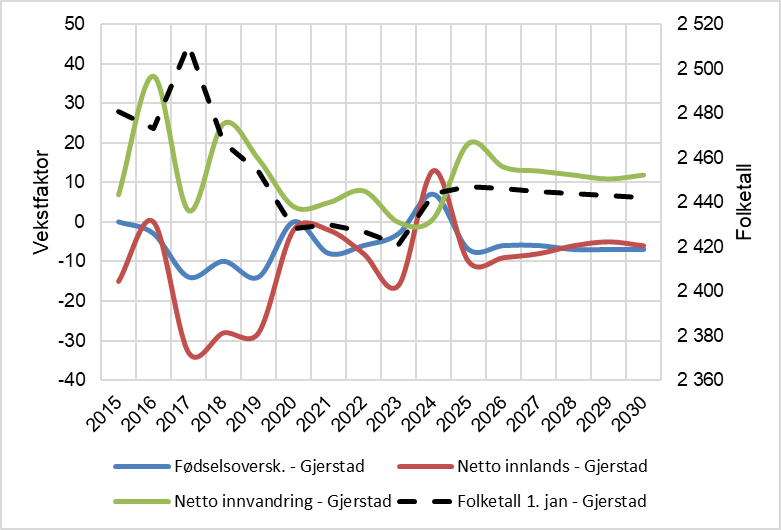 50
40
30
20
10
0
-10
-20
-30
-40
Vekstfaktor
2 520
2 500
2 480
2 460
2 440
2 420
2 400
2 380
2 360
Folketall
2015 2016 2017 2018 2019 2020 2021 2022 2023 2024 2025 2026 2027 2028 2029 2030
Fødselsoversk. - Gjerstad
Netto innlands - Gjerstad
Netto innvandring - Gjerstad
Folketall 1. jan - Gjerstad